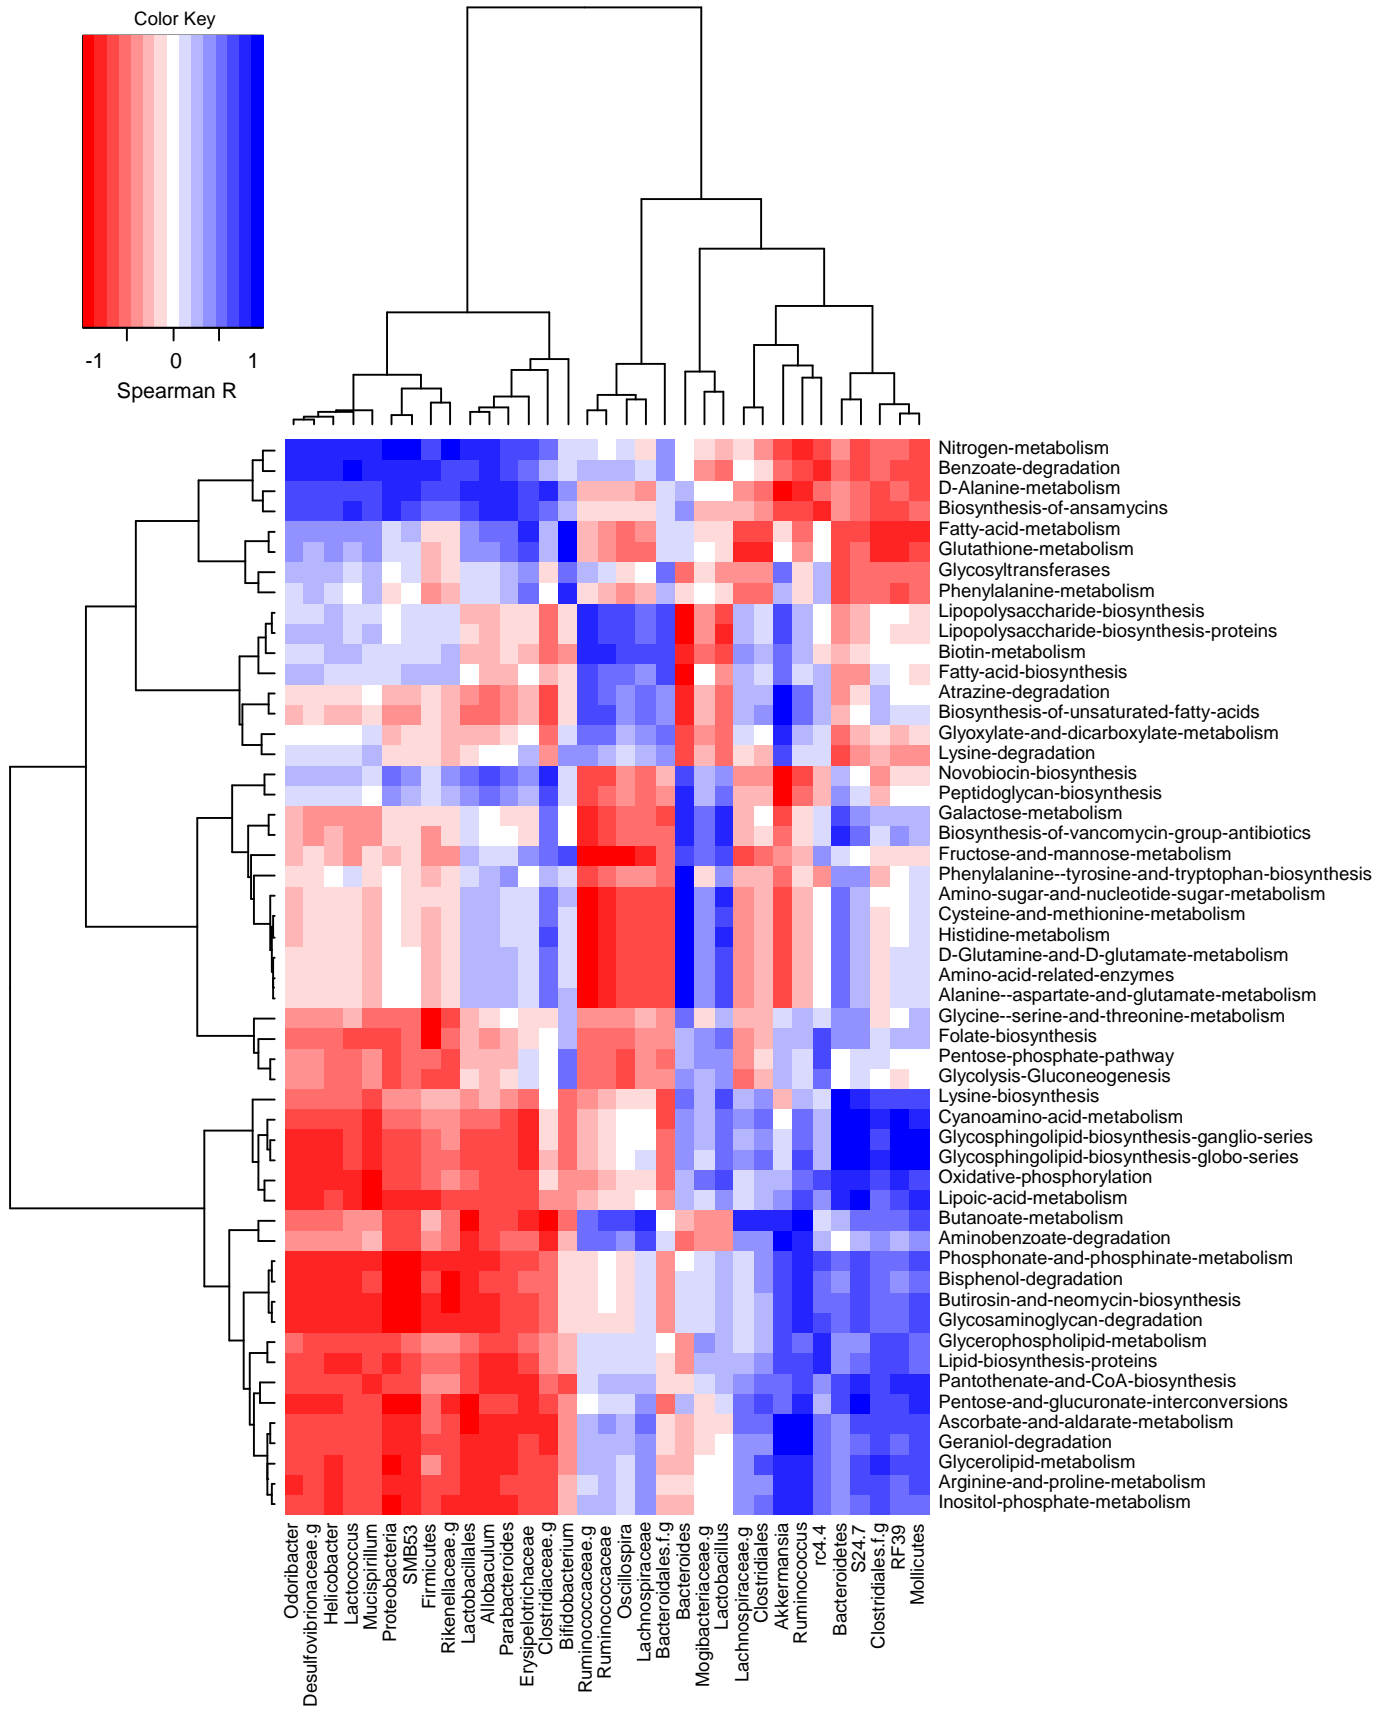 Color Key
-1 0 1
Spearman R
Nitrogen-metabolism
Benzoate-degradation
D-Alanine-metabolism
Biosynthesis-of-ansamycins
Fatty-acid-metabolism
Glutathione-metabolism
Glycosyltransferases
Phenylalanine-metabolism
Lipopolysaccharide-biosynthesis
Lipopolysaccharide-biosynthesis-proteins
Biotin-metabolism
Fatty-acid-biosynthesis
Atrazine-degradation
Biosynthesis-of-unsaturated-fatty-acids
Glyoxylate-and-dicarboxylate-metabolism
Lysine-degradation
Novobiocin-biosynthesis
Peptidoglycan-biosynthesis
Galactose-metabolism
Biosynthesis-of-vancomycin-group-antibiotics
Fructose-and-mannose-metabolism
Phenylalanine--tyrosine-and-tryptophan-biosynthesis
Amino-sugar-and-nucleotide-sugar-metabolism
Cysteine-and-methionine-metabolism
Histidine-metabolism
D-Glutamine-and-D-glutamate-metabolism
Amino-acid-related-enzymes
Alanine--aspartate-and-glutamate-metabolism
Glycine--serine-and-threonine-metabolism
Folate-biosynthesis
Pentose-phosphate-pathway
Glycolysis-Gluconeogenesis
Lysine-biosynthesis
Cyanoamino-acid-metabolism
Glycosphingolipid-biosynthesis-ganglio-series
Glycosphingolipid-biosynthesis-globo-series
Oxidative-phosphorylation
Lipoic-acid-metabolism
Butanoate-metabolism
Aminobenzoate-degradation
Phosphonate-and-phosphinate-metabolism
Bisphenol-degradation
Butirosin-and-neomycin-biosynthesis
Glycosaminoglycan-degradation
Glycerophospholipid-metabolism
Lipid-biosynthesis-proteins
Pantothenate-and-CoA-biosynthesis
Pentose-and-glucuronate-interconversions
Ascorbate-and-aldarate-metabolism
Geraniol-degradation
Glycerolipid-metabolism
Arginine-and-proline-metabolism
Inositol-phosphate-metabolism
Odoribacter
Desulfovibrionaceae.g
Helicobacter
Lactococcus
Mucispirillum
Proteobacteria
SMB53
Firmicutes
Rikenellaceae.g
Lactobacillales
Allobaculum
Parabacteroides
Erysipelotrichaceae
Clostridiaceae.g
Bifidobacterium
Ruminococcaceae.g
Ruminococcaceae
Oscillospira
Lachnospiraceae
Bacteroidales.f.g
Bacteroides
Mogibacteriaceae.g
Lactobacillus
Lachnospiraceae.g
Clostridiales
Akkermansia
Ruminococcus
rc4.4
Bacteroidetes
S24.7
Clostridiales.f.g
RF39
Mollicutes